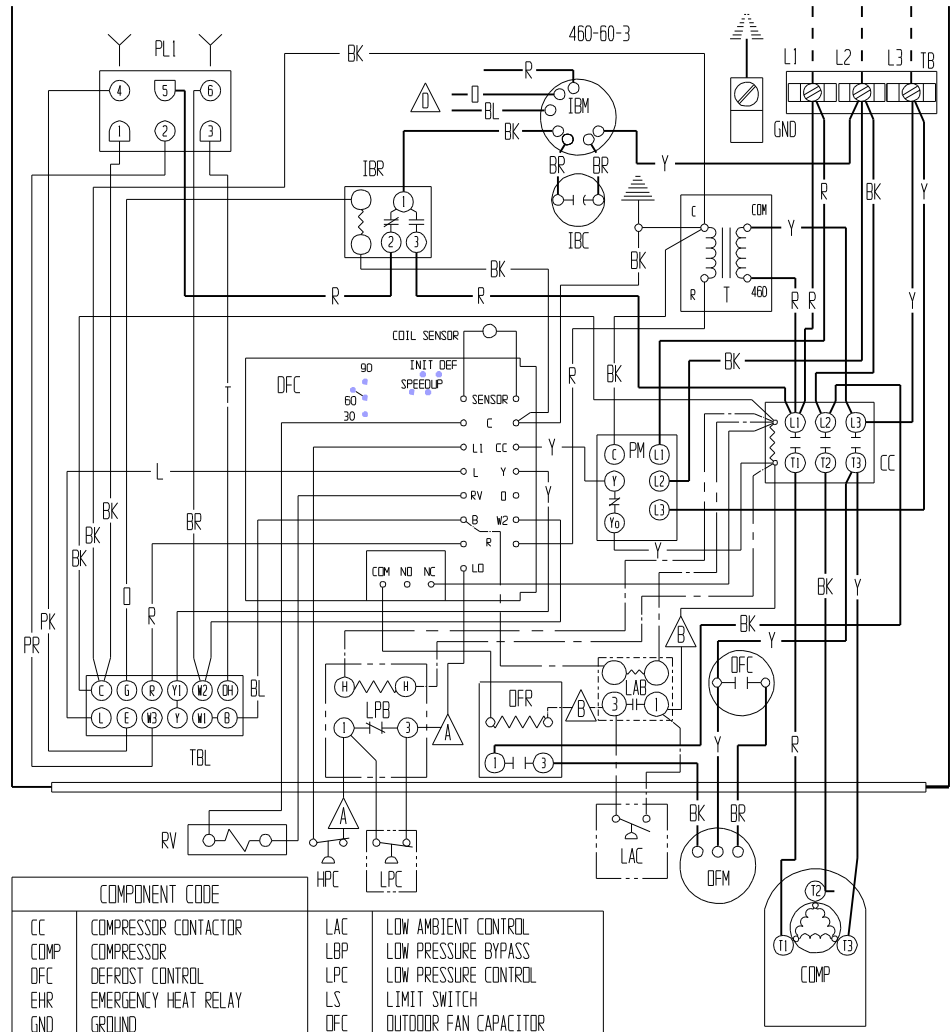 460-60-3
PL1
BK
L1 L2 L3 TB
4 5 6
R
IBM
D
O
BL
1 2 3
BK
GND
IBR
BR BR
Y
R BK Y
1
C COM
Y
2 3
IBC
BK
BK
R T 460
R R
R R
Y
COIL SENSOR
BK
90 INIT DEF
SPEEDUP
DFC
60
30
T
SENSOR
R BK
C
L1 CC Y
L Y
RV O
B W2
R
LO
COM NO NC
L
Y
C PM L1
Y L2
Yo L3
Y
L1 L2 L3
T1 T2 T3
CC
BK BK BR
BK
O R
PR PK
BK Y
B
BK
Y
C G R Y1 W2 OH BL
L E W3 Y W1 B
TBL
H H
LPB
1 3
A
OFR
1 3
B
LAB
3 1
OFC
Y R
A
RV
HPC LPC
LAC
BK BR
OFM
T2
T1 T3
COMP
COMPONENT CODE
CC COMPRESSOR CONTACTOR LAC LOW AMBIENT CONTROL
COMP COMPRESSOR LBP LOW PRESSURE BYPASS
DFC DEFROST CONTROL LPC LOW PRESSURE CONTROL
EHR EMERGENCY HEAT RELAY LS LIMIT SWITCH
GND GROUND OFC OUTDOOR FAN CAPACITOR